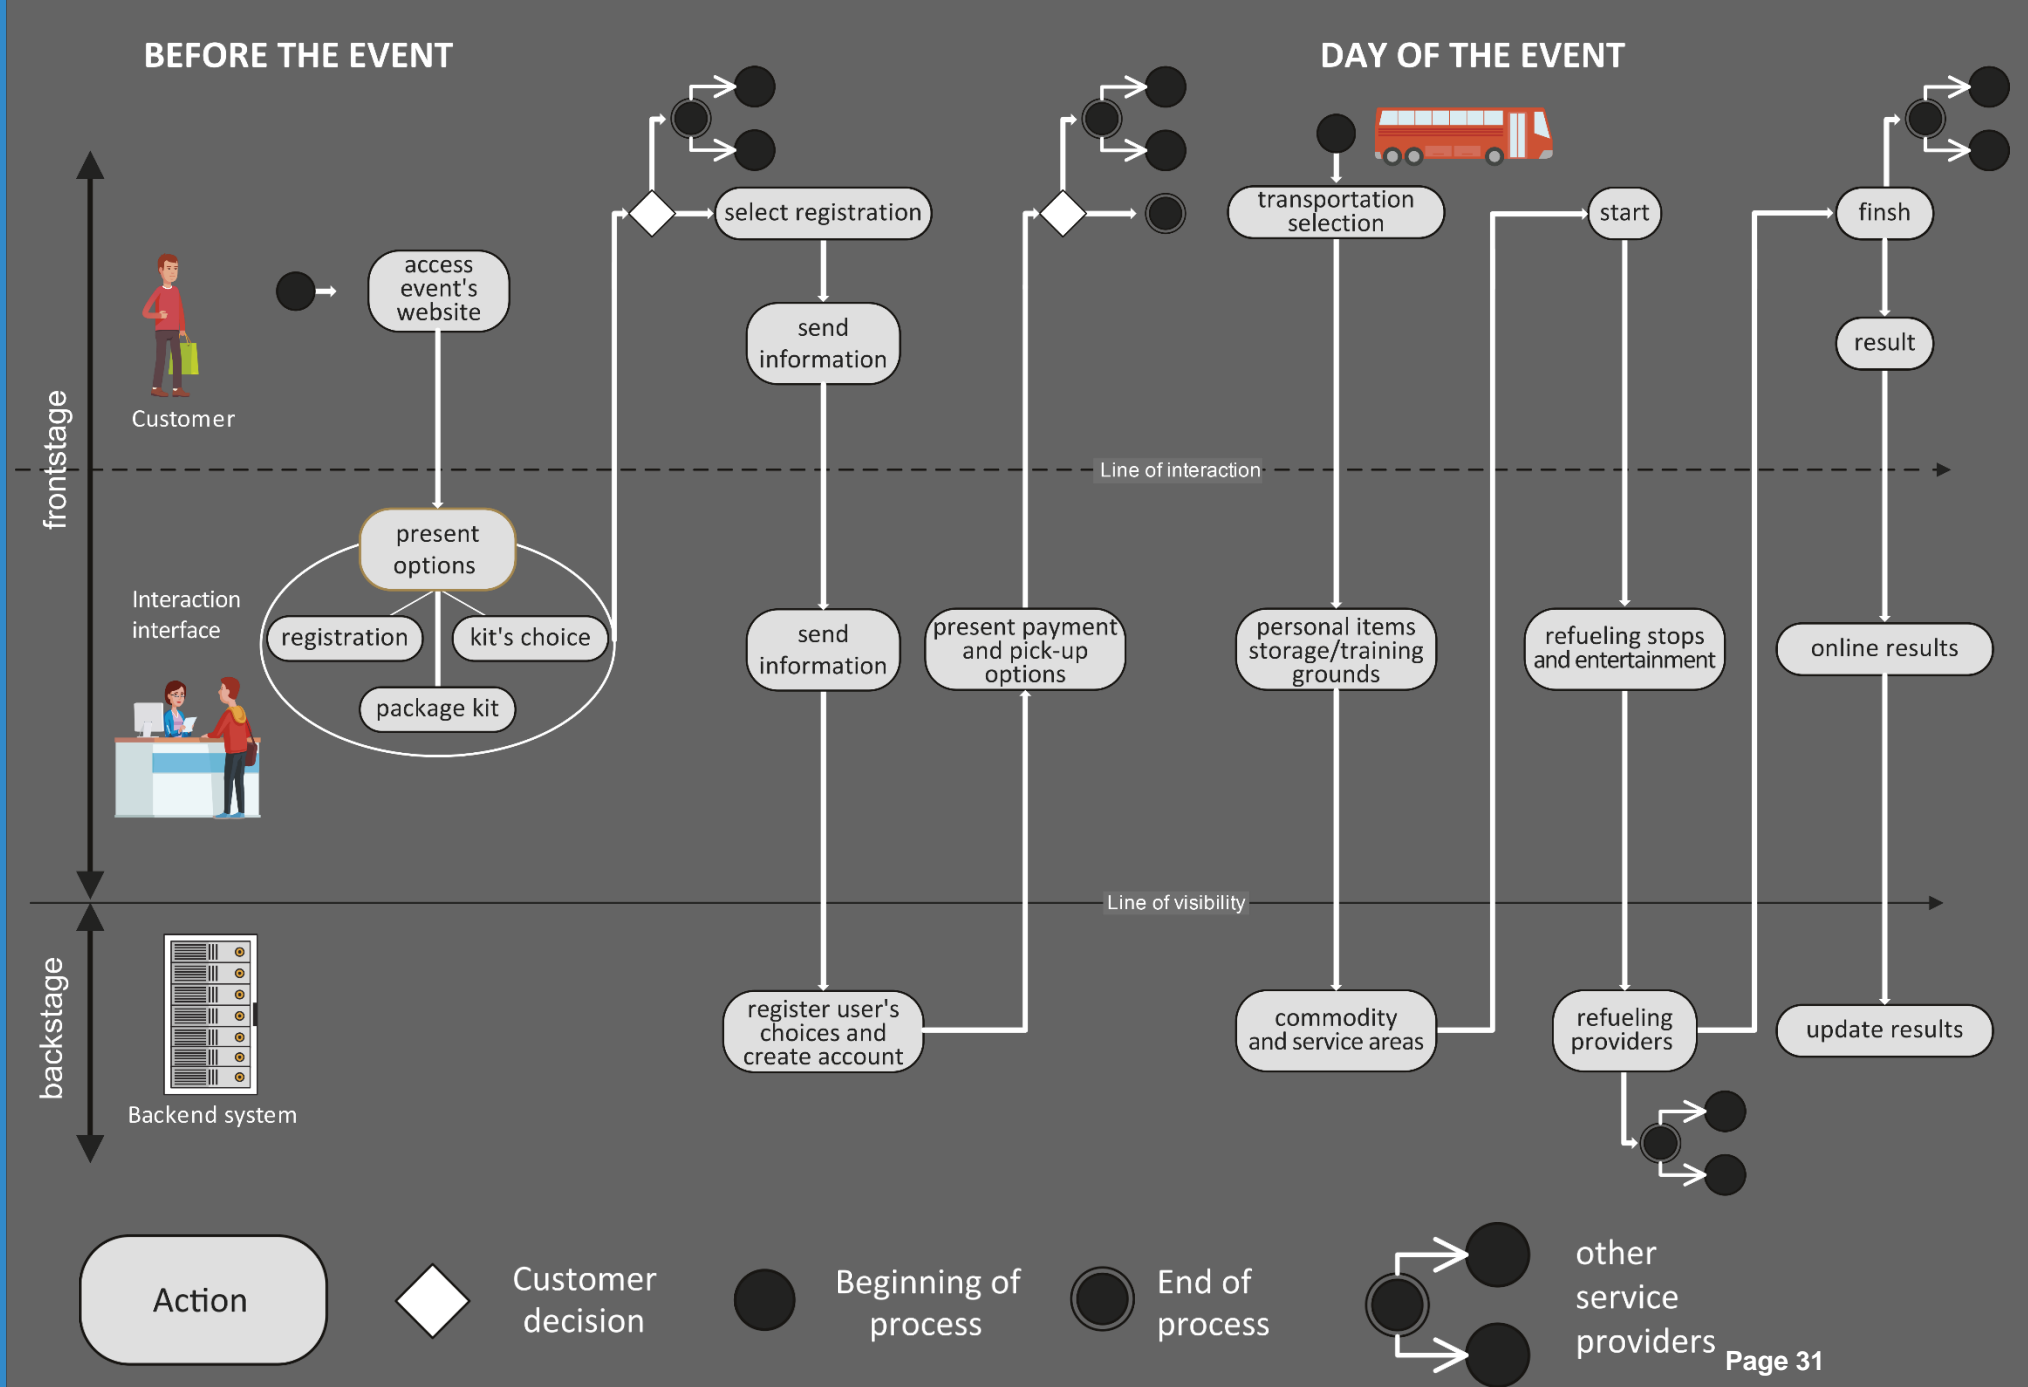 BEFORE THE EVENT
DAY OF THE EVENT
transportation
selection
select registration
start
finsh
access
event's
website
send
information
result
Customer
frontstage
Line of interaction
present
options
Interaction
interface
registration
kit's choice
package kit
send
information
present payment
and pick-up
options
personal items
storage/training
grounds
refueling stops
and entertainment
online results
Line of visibility
backstage
Backend system
register user's
choices and
create account
commodity
and service areas
refueling
providers
update results
Action
Customer
decision
Beginning of
process
End of
process
other
service
providers
Page 31